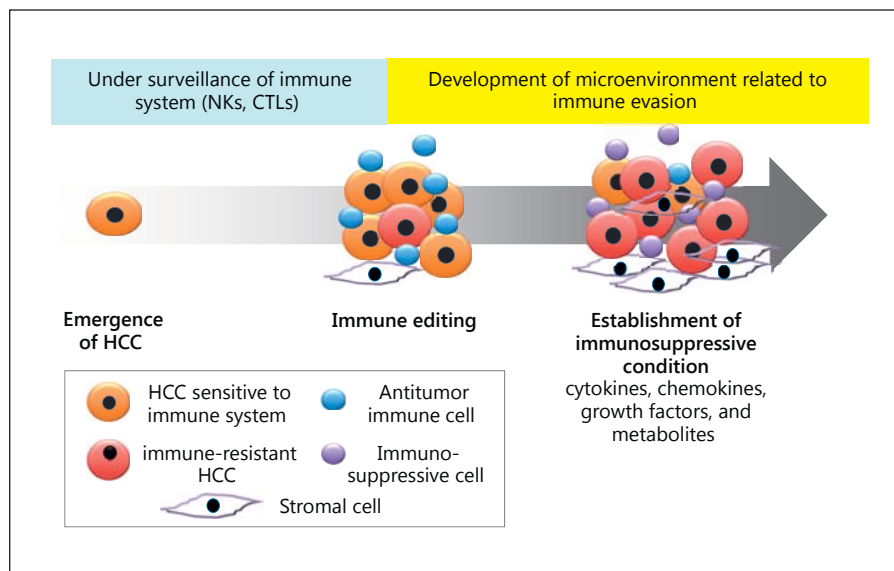 Under surveillance of immune
system (NKs, CTLs)
Development of microenvironment related to
immune evasion
Emergence
of HCC
Immune editing
Establishment of
immunosuppressive
condition
cytokines, chemokines,
growth factors, and
metabolites
HCC sensitive to
immune system
Antitumor
immune cell
immune-resistant
HCC
Immuno-
suppressive cell
Stromal cell